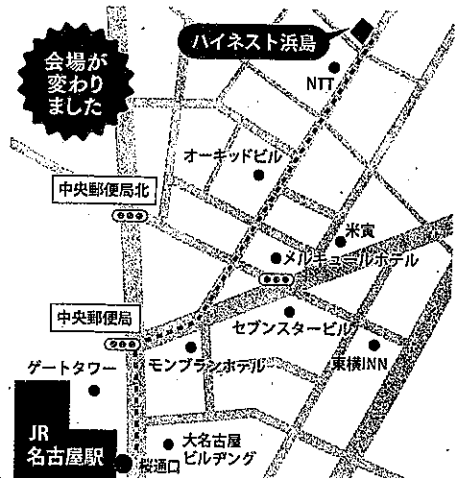 会場が
変わり
ました
ハイネスト浜島
NTT
オーキッドビル
中央郵便局北
米寅
メルキュールホテル
中央郵便局
セブンスタービル
ゲートタワー
モンブランホテル
東横INN
JR
名古屋駅
大名古屋
ビルヂング
桜通口